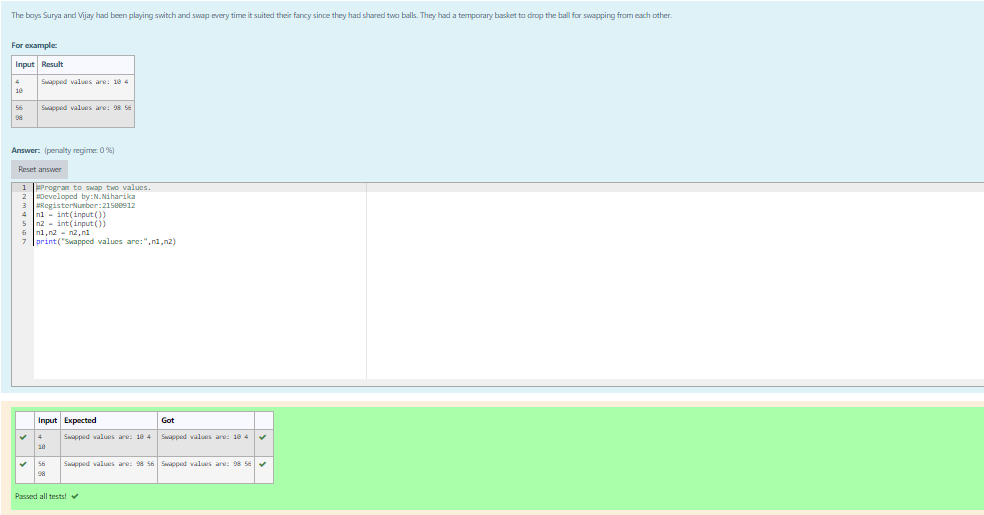 The boys Surya and Vijay had been playing switch and swap every time it suited their fancy since they had shared two balls. They had a temporary basket to drop the ball for swapping from each other.
For example:
Input Result
4 Swapped values are: 10 4
10
56 Swapped values are: 98 56
98
Answer: (penalty regime: 0 %)
Reset answer
1 #Program to swap two values.
2 #Developed by:N.Niharika
3 #RegisterNumber:21500912
4 n1 = int(input())
5 n2 = int(input())
6 n1,n2 = n2,n1
7 print("Swapped values are:",n1,n2)
Input Expected Got
4 Swapped values are: 10 4 Swapped values are: 10 4
10
56 Swapped values are: 98 56 Swapped values are: 98 56
98
Passed all tests!